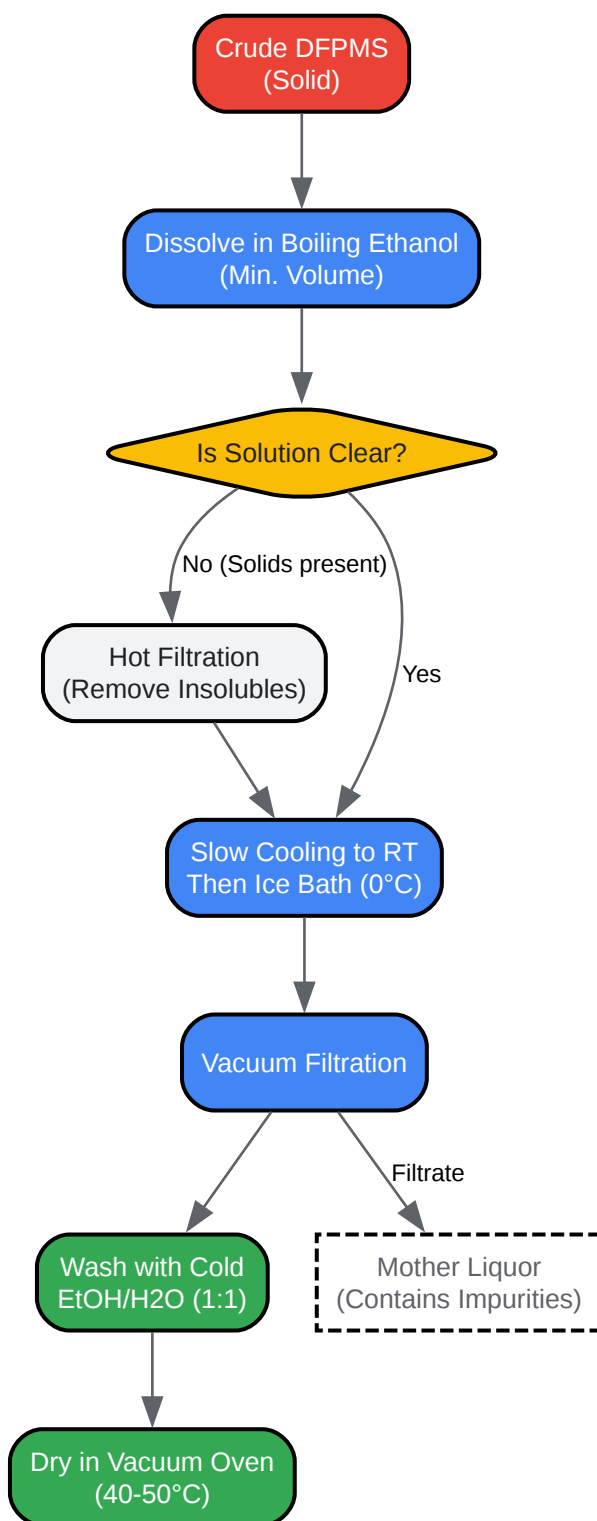 Crude DFPMS
(Solid)
Dissolve in Boiling Ethanol
(Min. Volume)
Is Solution Clear?
No (Solids present)
Hot Filtration
(Remove Insolubles)
Yes
Slow Cooling to RT
Then Ice Bath (0°C)
Vacuum Filtration
Filtrate
Wash with Cold
EtOH/H2O (1:1)
Mother Liquor
(Contains Impurities)
Dry in Vacuum Oven
(40-50°C)